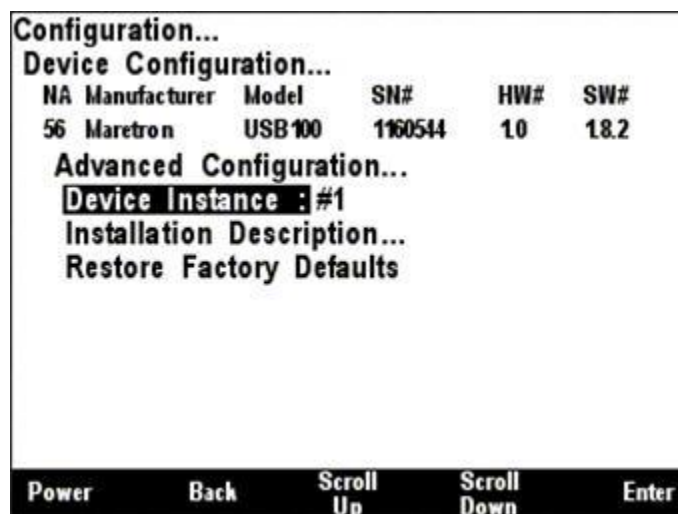 Configuration...
Device Configuration...
NA Manufacturer Model SN# HW# SW#
56 Maretron USB100 1160544 1.0 1.8.2
Advanced Configuration...
Device Instance : #1
Installation Description...
Restore Factory Defaults
Power Back Scroll Up Scroll Down Enter